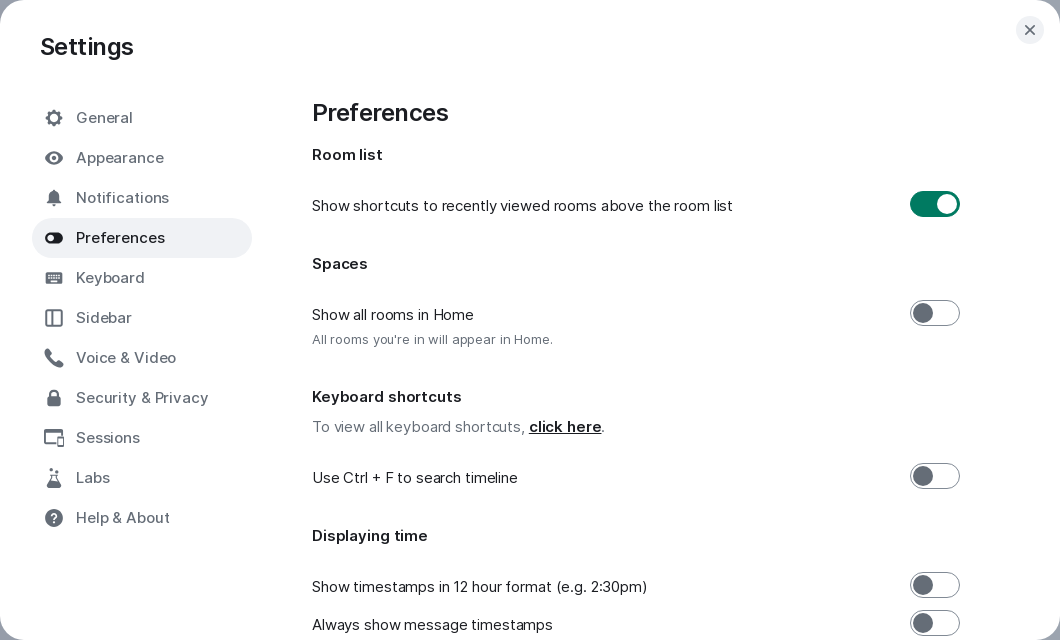 Settings
General
Appearance
Notifications
Preferences
Keyboard
Sidebar
Voice & Video
Security & Privacy
Sessions
Labs
Help & About
Preferences
Room list
Show shortcuts to recently viewed rooms above the room list
Spaces
Show all rooms in Home
All rooms you're in will appear in Home.
Keyboard shortcuts
To view all keyboard shortcuts, click here.
Use Ctrl + F to search timeline
Displaying time
Show timestamps in 12 hour format (e.g. 2:30pm)
Always show message timestamps